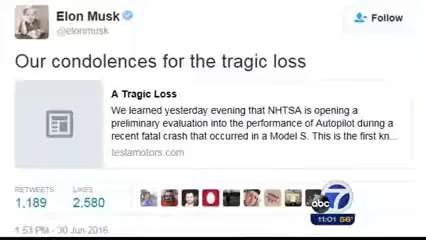 Elon Musk
@elonmusk
Follow
Our condolences for the tragic loss
A Tragic Loss
We learned yesterday evening that NHTSA is opening a
preliminary evaluation into the performance of Autopilot during a
recent fatal crash that occurred in a Model S. This is the first kn...
teslamotors.com
RETWEETS
1,189
LIKES
2,580
1:53 PM - 30 Jun 2016
abc 7
11:01 56°